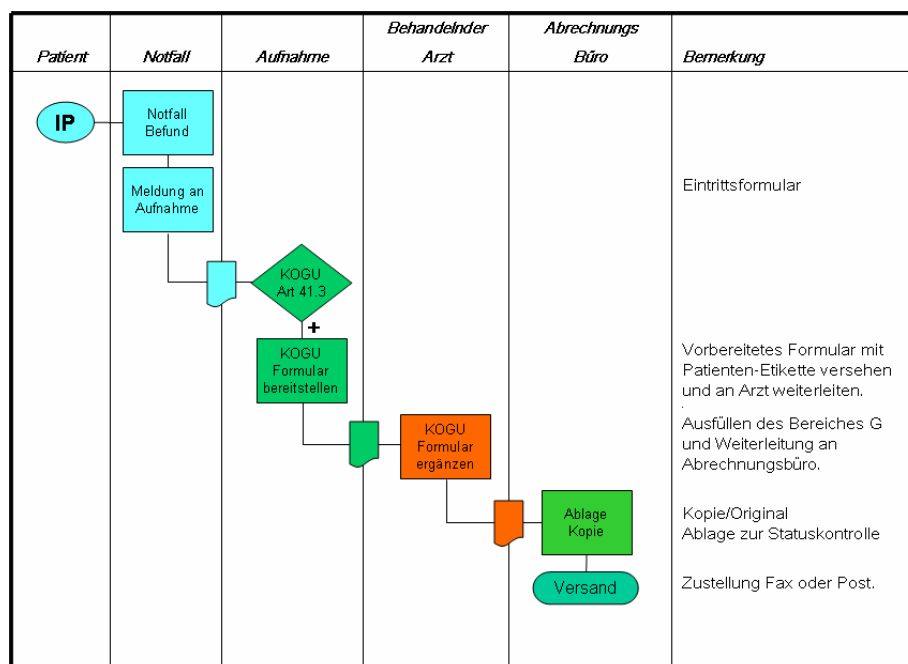 Patient
Notfall
Aufnahme
Behandelnder
Arzt
Abrechnungs
Büro
Bemerkung
IP
Notfall
Befund
Meldung an
Aufnahme
Eintrittsformular
KOGU
Art 41.3
+
KOGU
Formular
bereitstellen
Vorbereitetes Formular mit
Patienten-Etikette versehen
und an Arzt weiterleiten.
.
KOGU
Formular
ergänzen
Ausfüllen des Bereiches G
und Weiterleitung an
Abrechnungsbüro.
Ablage
Kopie
Kopie/Original
Ablage zur Statuskontrolle
Versand
Zustellung Fax oder Post.